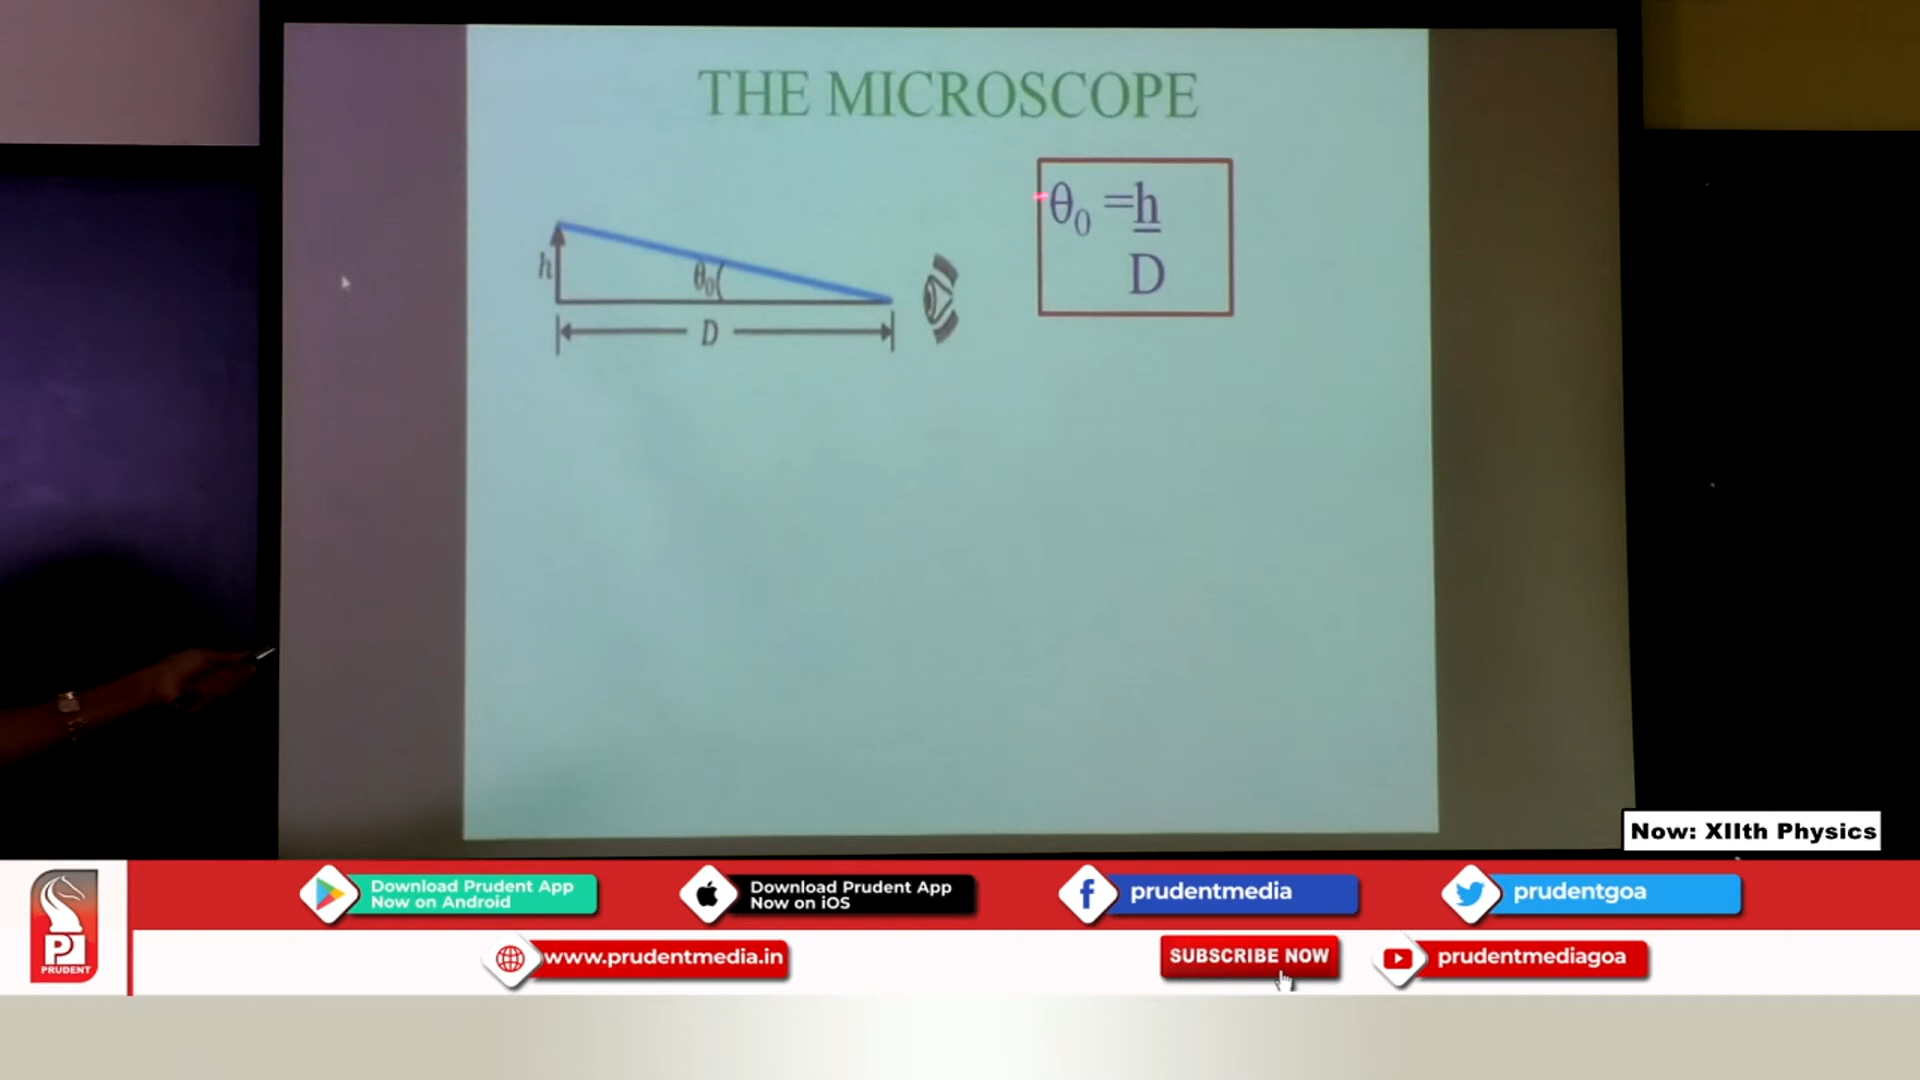 THE MICROSCOPE
h
θ₀
D
θ₀ = h
D
Now: XIIth Physics
Download Prudent App
Now on Android
Download Prudent App
Now on iOS
prudentmedia
prudentgoa
PRUDENT
www.prudentmedia.in
SUBSCRIBE NOW
prudentmediagoa